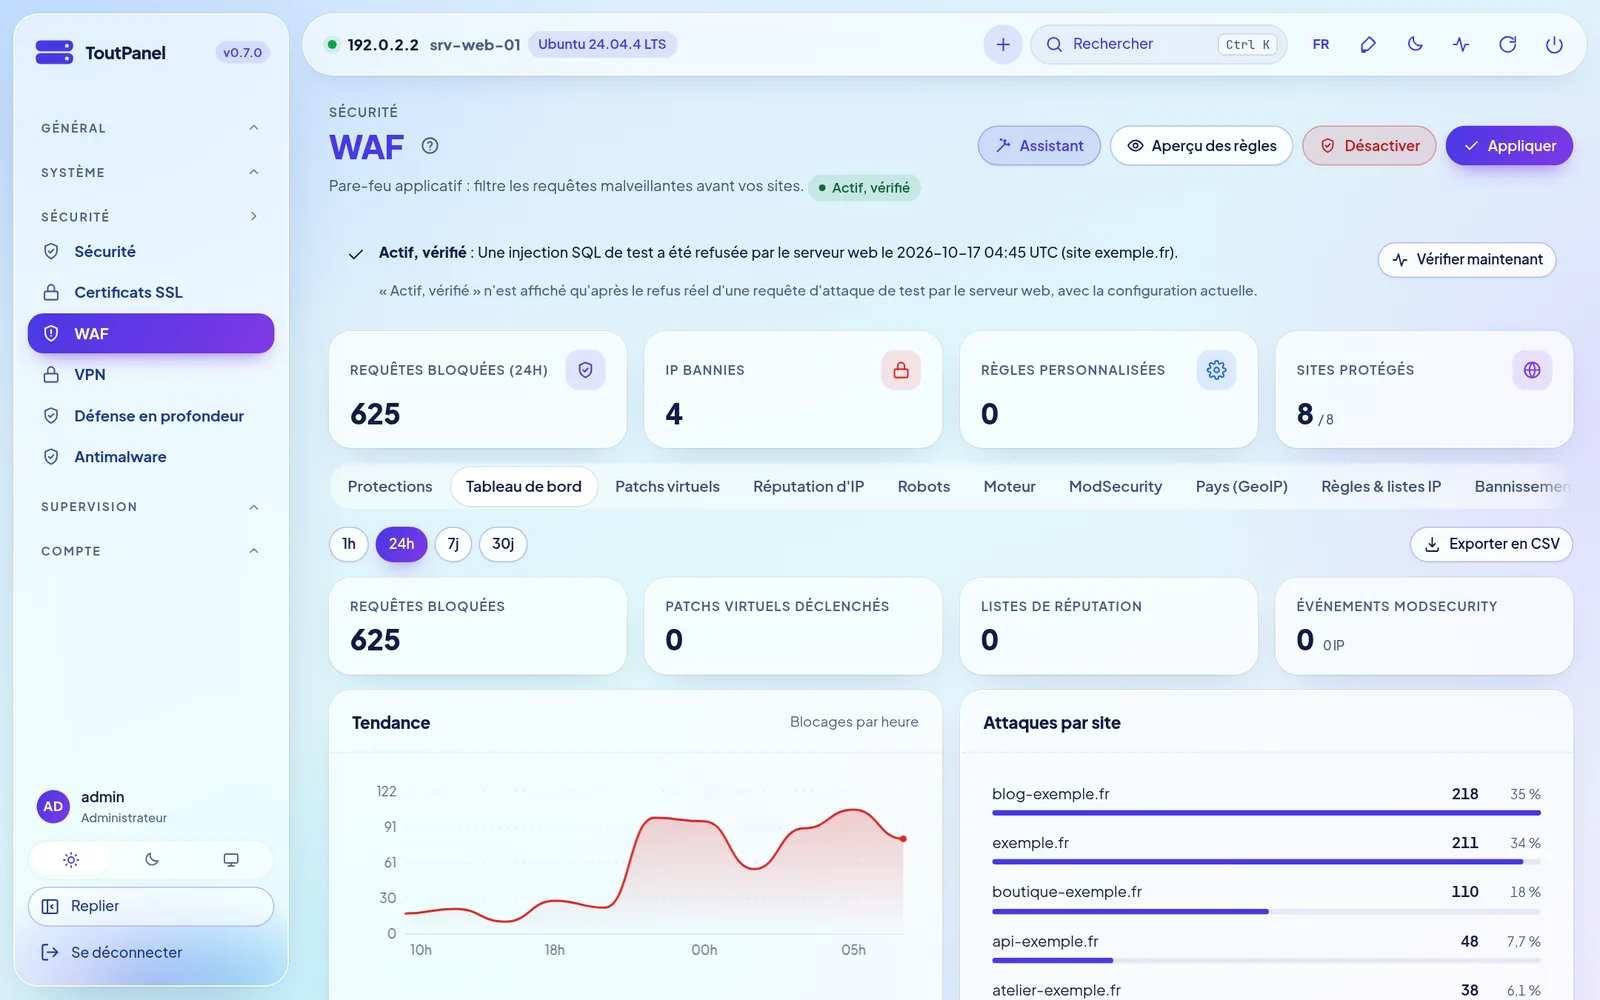 ToutPanel
v0.7.0
GÉNÉRAL
SYSTÈME
SÉCURITÉ
Sécurité
Certificats SSL
WAF
VPN
Défense en profondeur
Antimalware
SUPERVISION
COMPTE
AD
admin
Administrateur
Replier
Se déconnecter
192.0.2.2 srv-web-01 Ubuntu 24.04.4 LTS
Rechercher Ctrl K
FR
SÉCURITÉ
WAF
Pare-feu applicatif : filtre les requêtes malveillantes avant vos sites. Actif, vérifié
Assistant
Aperçu des règles
Désactiver
Appliquer
Actif, vérifié : Une injection SQL de test a été refusée par le serveur web le 2026-10-17 04:45 UTC (site exemple.fr).
« Actif, vérifié » n'est affiché qu'après le refus réel d'une requête d'attaque de test par le serveur web, avec la configuration actuelle.
Vérifier maintenant
REQUÊTES BLOQUÉES (24H)
625
IP BANNIES
4
RÈGLES PERSONNALISÉES
0
SITES PROTÉGÉS
8 / 8
Protections Tableau de bord Patchs virtuels Réputation d'IP Robots Moteur ModSecurity Pays (GeoIP) Règles & listes IP Bannissemen
1h 24h 7j 30j
Exporter en CSV
REQUÊTES BLOQUÉES
625
PATCHS VIRTUELS DÉCLENCHÉS
0
LISTES DE RÉPUTATION
0
ÉVÉNEMENTS MODSECURITY
0 0 IP
Tendance Blocages par heure
122
91
61
30
0
10h 18h 00h 05h
Attaques par site
blog-exemple.fr 218 35 %
exemple.fr 211 34 %
boutique-exemple.fr 110 18 %
api-exemple.fr 48 7,7 %
atelier-exemple.fr 38 6,1 %